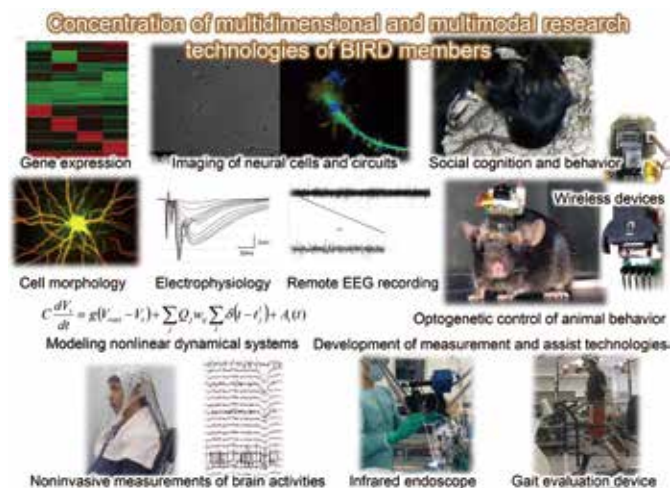 Concentration of multidimensional and multimodal research
technologies of BIRD members
Gene expression
Imaging of neural cells and circuits
Social cognition and behavior
Wireless devices
Cell morphology
Electrophysiology
Remote EEG recording
Optogenetic control of animal behavior
Modeling nonlinear dynamical systems
Development of measurement and assist technologies
Noninvasive measurements of brain activities
Infrared endoscope
Gait evaluation device